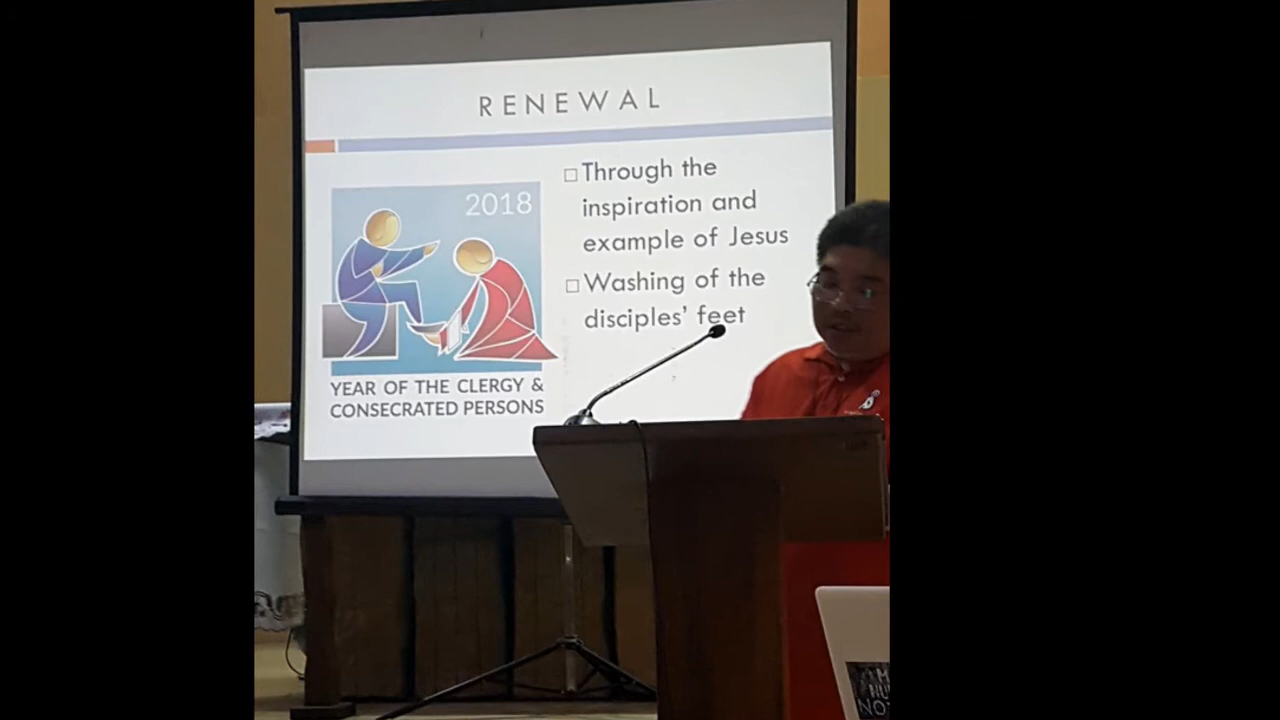 RENEWAL
2018
YEAR OF THE CLERGY &
CONSECRATED PERSONS
□ Through the
inspiration and
example of Jesus
□ Washing of the
disciples' feet